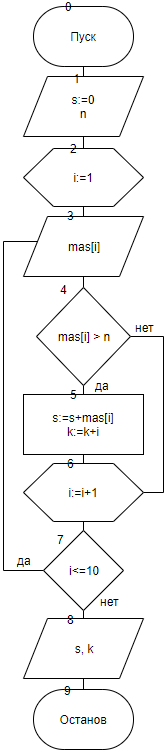 0
Пуск
1
s:=0
n
2
i:=1
3
mas[i]
4
mas[i] > n
нет
да
5
s:=s+mas[i]
k:=k+i
6
i:=i+1
7
i<=10
да
нет
8
s, k
9
Останов